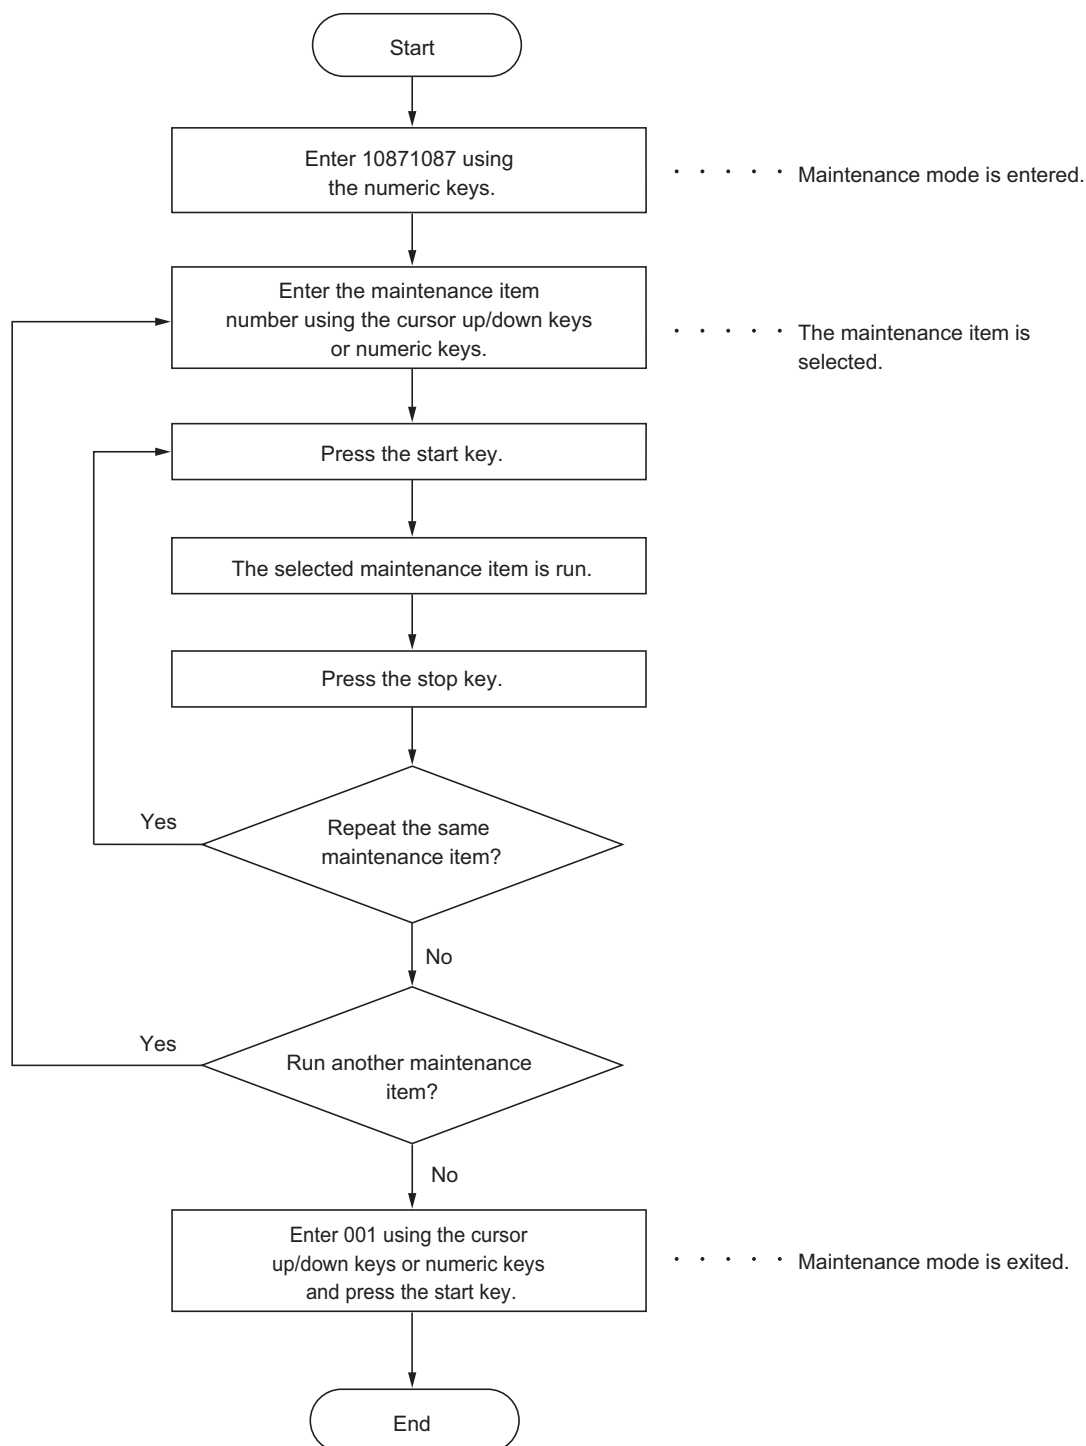 Start
Enter 10871087 using
the numeric keys.
· · · · · Maintenance mode is entered.
Enter the maintenance item
number using the cursor up/down keys
or numeric keys.
· · · · · The maintenance item is
selected.
Press the start key.
The selected maintenance item is run.
Press the stop key.
Yes
Repeat the same
maintenance item?
No
Yes
Run another maintenance
item?
No
Enter 001 using the cursor
up/down keys or numeric keys
and press the start key.
· · · · · Maintenance mode is exited.
End